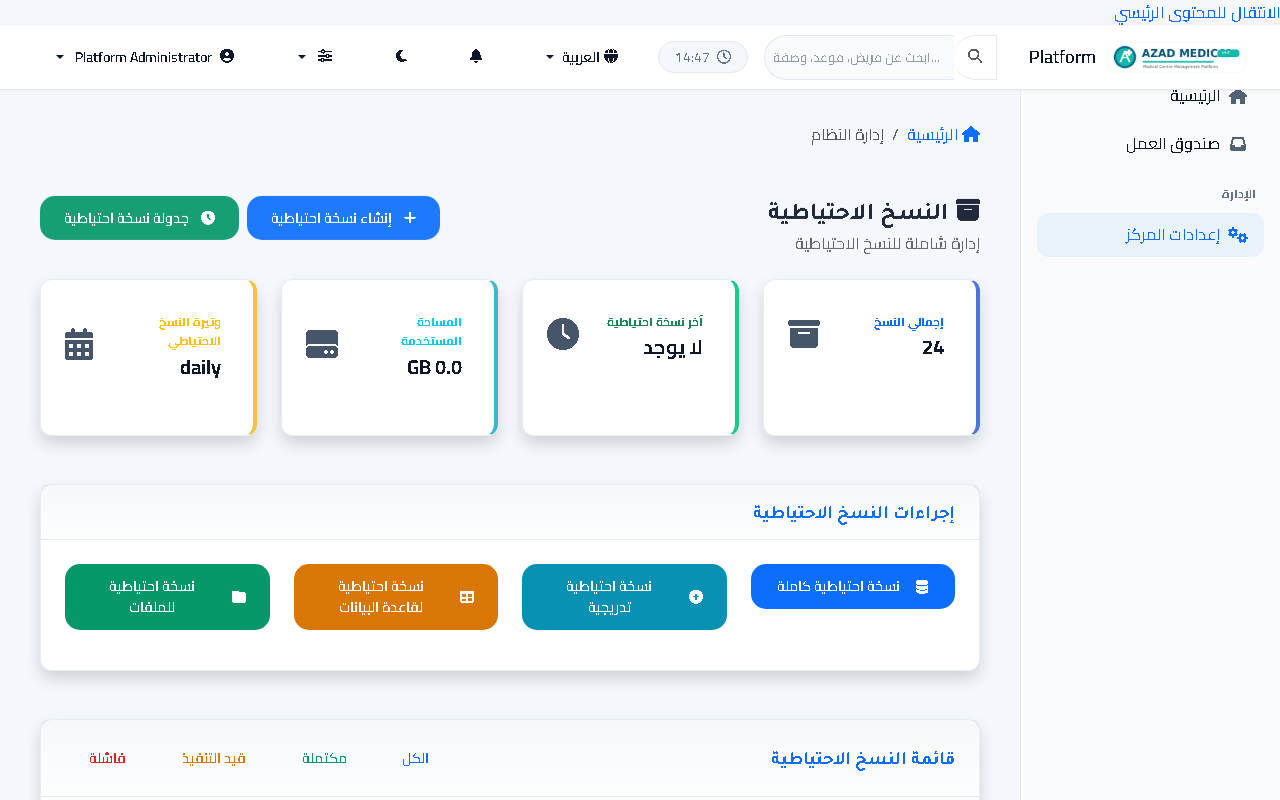 الانتقال للمحتوى الرئيسي
AZAD MEDIC
Medical Centre Management Platform
Platform
ابحث عن مريض، موعد، وصفة...
14:47
العربية
Platform Administrator
الرئيسية
صندوق العمل
الإدارة
إعدادات المركز
الرئيسية / إدارة النظام
النسخ الاحتياطية
إدارة شاملة للنسخ الاحتياطية
إنشاء نسخة احتياطية
جدولة نسخة احتياطية
إجمالي النسخ
24
آخر نسخة احتياطية
لا يوجد
المساحة
المستخدمة
0.0 GB
وتيرة النسخ
الاحتياطي
daily
إجراءات النسخ الاحتياطية
نسخة احتياطية كاملة
نسخة احتياطية
تدريجية
نسخة احتياطية
لقاعدة البيانات
نسخة احتياطية
للملفات
قائمة النسخ الاحتياطية
الكل
مكتملة
قيد التنفيذ
فاشلة